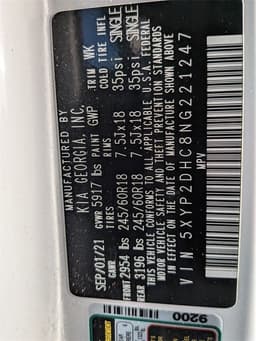 MANUFACTURED BY
KIA GEORGIA, INC.
SEP/01/21 GVWR 5917 lbs PAINT GWP TRIM WK
GAWR RIMS COLD TIRE INFL
FRONT 2954 lbs 245/60R18 7.5Jx18 35psi SINGLE
REAR 3196 lbs 245/60R18 7.5Jx18 35psi SINGLE
THIS VEHICLE CONFORMS TO ALL APPLICABLE U.S.A. FEDERAL
MOTOR VEHICLE SAFETY AND THEFT PREVENTION STANDARDS
IN EFFECT ON THE DATE OF MANUFACTURE SHOWN ABOVE
VIN 5XYP2DHC8NG221247
MPV
9200